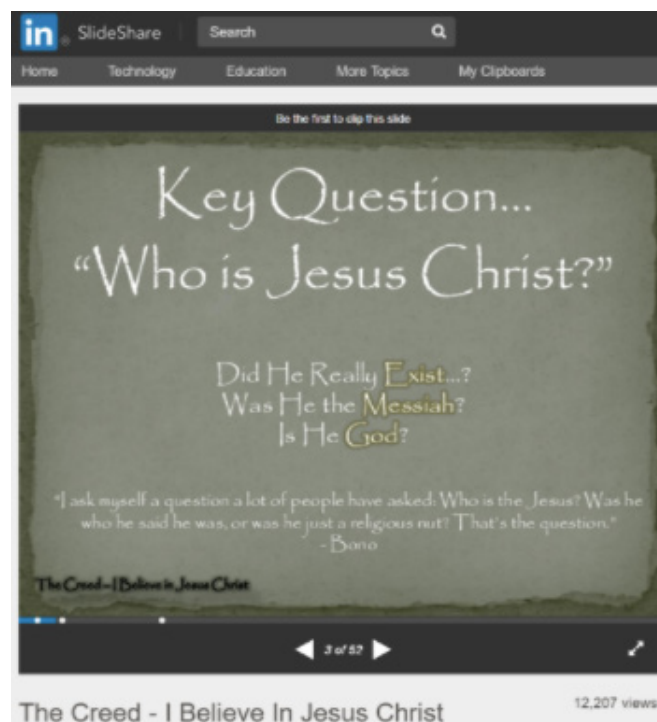 in® SlideShare Search
Home Technology Education More Topics My Clipboards
Be the first to clip this slide
Key Question...
“Who is Jesus Christ?”
Did He Really Exist...?
Was He the Messiah?
Is He God?
“I ask myself a question a lot of people have asked: Who is the Jesus? Was he
who he said he was, or was he just a religious nut? That's the question.”
- Bono
The Creed – I Believe in Jesus Christ
3 of 52
The Creed - I Believe In Jesus Christ
12,207 views